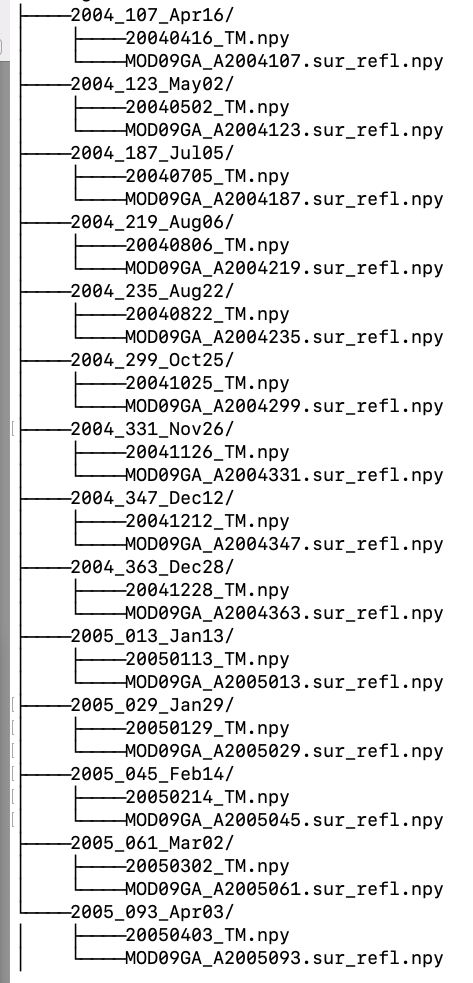 ├────2004_107_Apr16/
│    ├────20040416_TM.npy
│    └────MOD09GA_A2004107.sur_refl.npy
├────2004_123_May02/
│    ├────20040502_TM.npy
│    └────MOD09GA_A2004123.sur_refl.npy
├────2004_187_Jul05/
│    ├────20040705_TM.npy
│    └────MOD09GA_A2004187.sur_refl.npy
├────2004_219_Aug06/
│    ├────20040806_TM.npy
│    └────MOD09GA_A2004219.sur_refl.npy
├────2004_235_Aug22/
│    ├────20040822_TM.npy
│    └────MOD09GA_A2004235.sur_refl.npy
├────2004_299_Oct25/
│    ├────20041025_TM.npy
│    └────MOD09GA_A2004299.sur_refl.npy
├────2004_331_Nov26/
│    ├────20041126_TM.npy
│    └────MOD09GA_A2004331.sur_refl.npy
├────2004_347_Dec12/
│    ├────20041212_TM.npy
│    └────MOD09GA_A2004347.sur_refl.npy
├────2004_363_Dec28/
│    ├────20041228_TM.npy
│    └────MOD09GA_A2004363.sur_refl.npy
├────2005_013_Jan13/
│    ├────20050113_TM.npy
│    └────MOD09GA_A2005013.sur_refl.npy
├────2005_029_Jan29/
│    ├────20050129_TM.npy
│    └────MOD09GA_A2005029.sur_refl.npy
├────2005_045_Feb14/
│    ├────20050214_TM.npy
│    └────MOD09GA_A2005045.sur_refl.npy
├────2005_061_Mar02/
│    ├────20050302_TM.npy
│    └────MOD09GA_A2005061.sur_refl.npy
└────2005_093_Apr03/
│    ├────20050403_TM.npy
│    └────MOD09GA_A2005093.sur_refl.npy